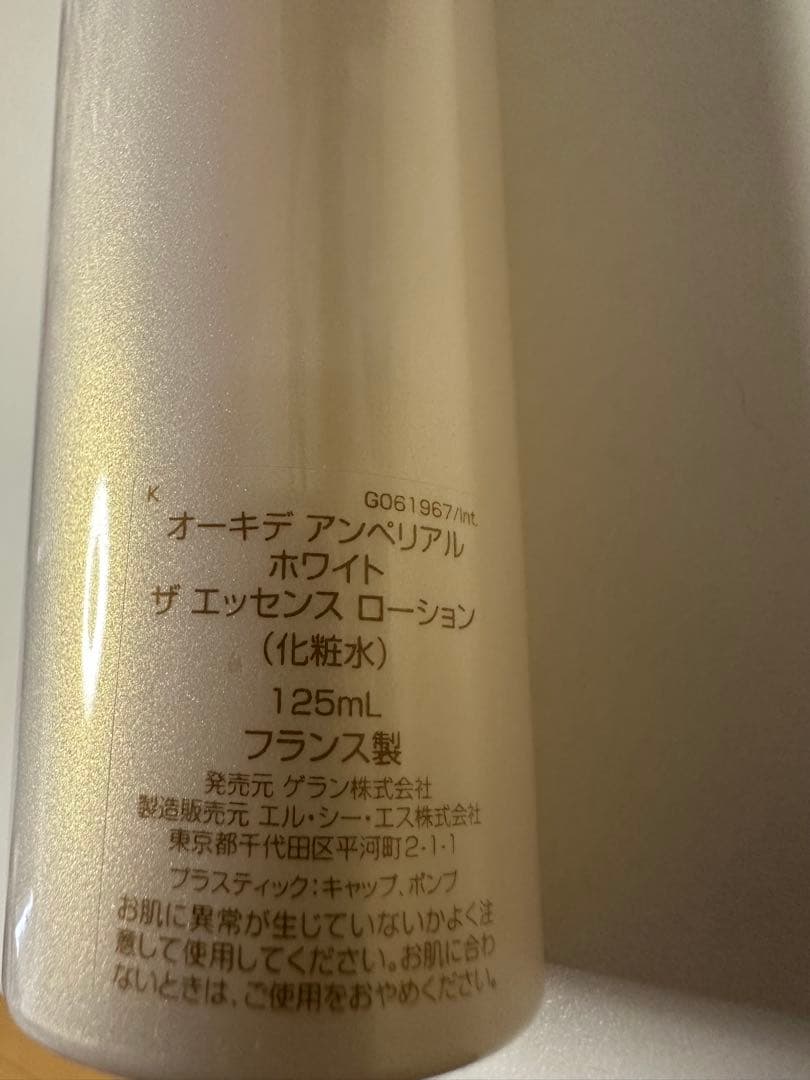 K
G061967/Int.
オーキデ アンペリアル
ホワイト
ザ エッセンス ローション
(化粧水)
125mL
フランス製
発売元 ゲラン株式会社
製造販売元 エル・シー・エス株式会社
東京都千代田区平河町2-1-1
プラスティック:キャップ、ポンプ
お肌に異常が生じていないかよく注
意して使用してください。お肌に合わ
ないときは、ご使用をおやめください。